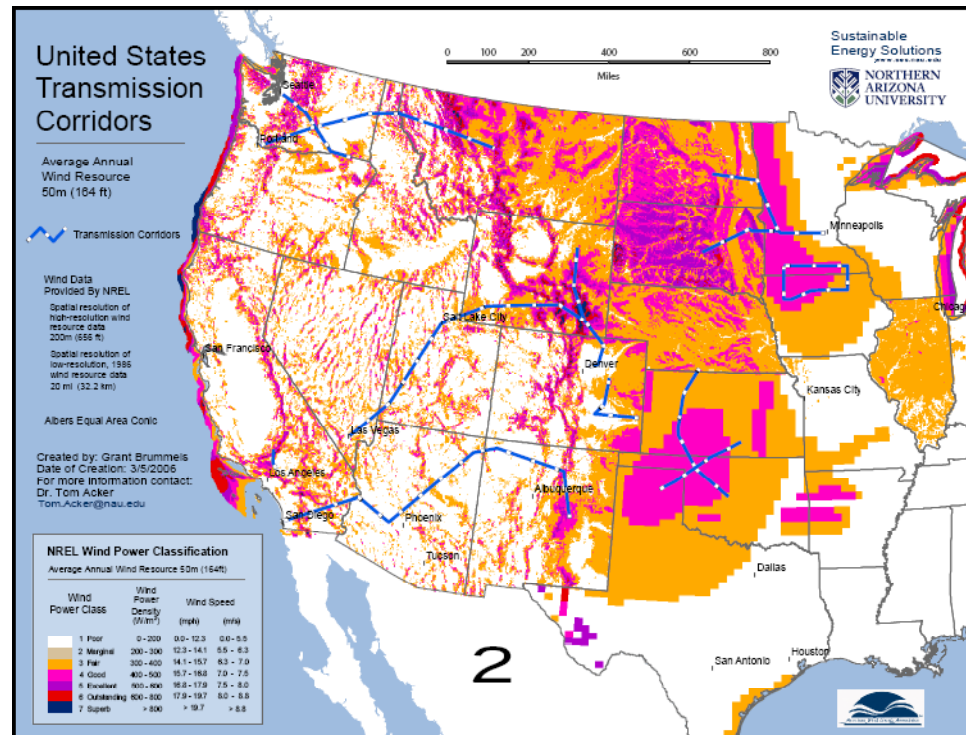 United States
Transmission
Corridors
Average Annual
Wind Resource
50m (164 ft)
Transmission Corridors
Wind Data
Provided By NREL
Spatial resolution of
high-resolution wind
resource data
200m (656 ft)
Spatial resolution of
low-resolution, 1985
wind resource data
20 mi (32.2 km)
Albers Equal Area Conic
Created by: Grant Brummels
Date of Creation: 3/5/2006
For more information contact:
Dr. Tom Acker
Tom.Acker@nau.edu
0 100 200 400 600 800
Miles
Sustainable
Energy Solutions
www.ses.nau.edu
NORTHERN
ARIZONA
UNIVERSITY
Seattle
Portland
Minneapolis
Salt Lake City
Chicag
San Francisco
Denver
Kansas City
Las Vegas
Los Angeles
Albuquerque
San Diego
Phoenix
Tucson
Dallas
San Antonio
Houston
2
NREL Wind Power Classification
Average Annual Wind Resource 50m (164ft)
Wind
Power Class
Wind
Power
Density
(W/m²)
Wind Speed
(mph) (m/s)
1 Poor 0 - 200 0.0 - 12.3 0.0 - 5.5
2 Marginal 200 - 300 12.3 - 14.1 5.5 - 6.3
3 Fair 300 - 400 14.1 - 15.7 6.3 - 7.0
4 Good 400 - 500 15.7 - 16.8 7.0 - 7.5
5 Excellent 500 - 600 16.8 - 17.9 7.5 - 8.0
6 Outstanding 600 - 800 17.9 - 19.7 8.0 - 8.8
7 Superb > 800 > 19.7 > 8.8